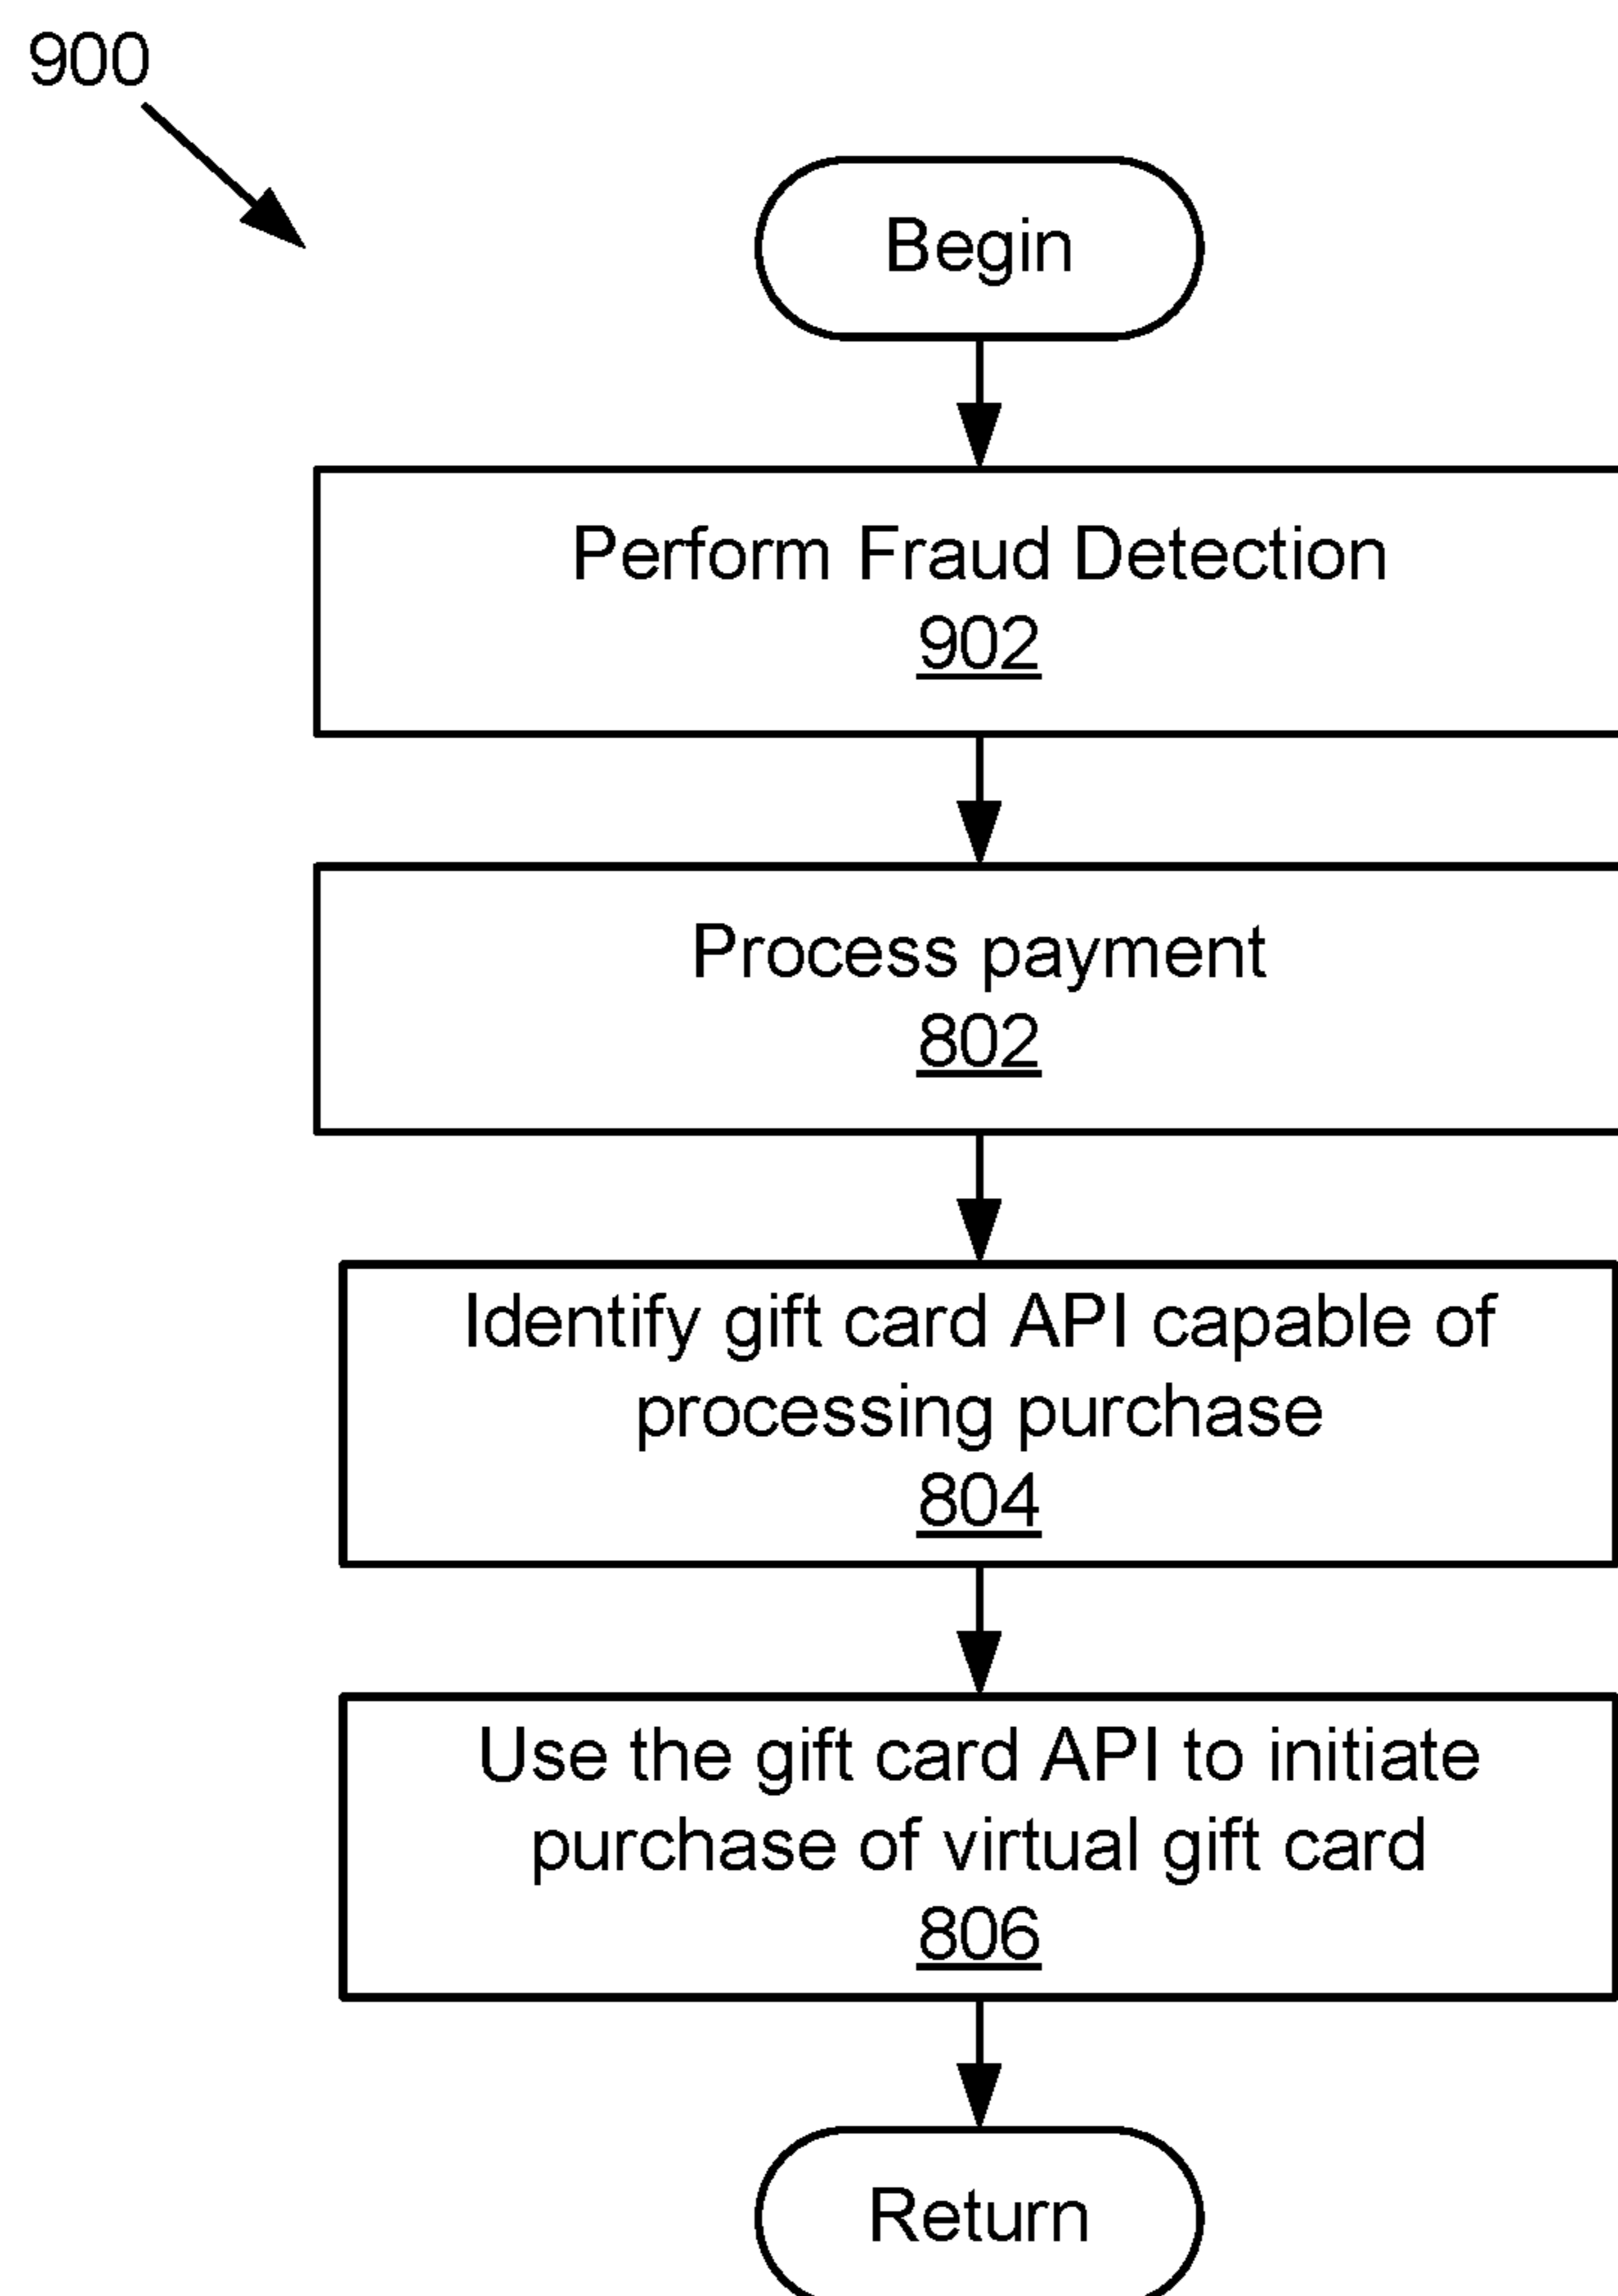 900
Begin
Perform Fraud Detection
902
Process payment
802
Identify gift card API capable of
processing purchase
804
Use the gift card API to initiate
purchase of virtual gift card
806
Return